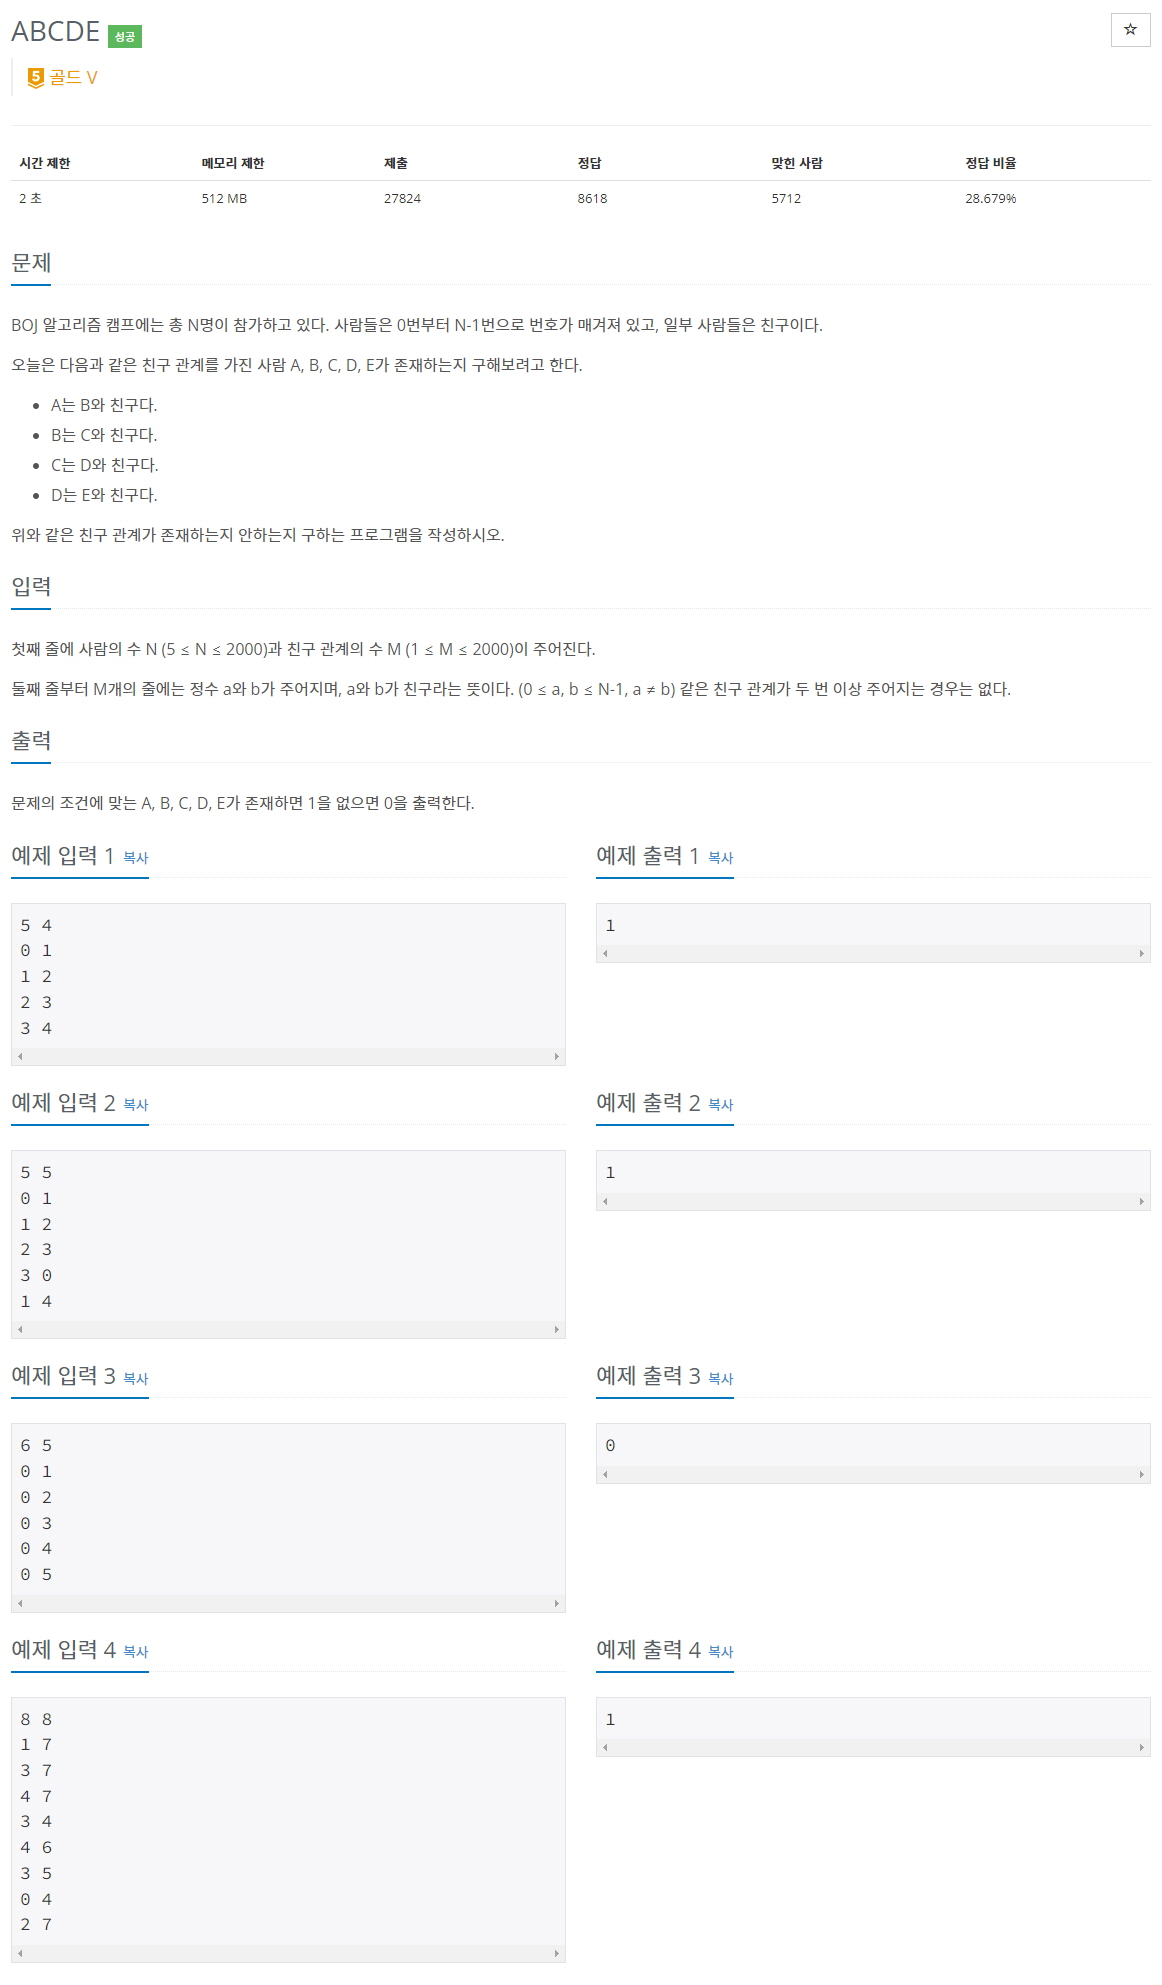 ABCDE 성공
☆
5 골드 V
시간 제한 메모리 제한 제출 정답 맞힌 사람 정답 비율
2 초 512 MB 27824 8618 5712 28.679%
문제
BOJ 알고리즘 캠프에는 총 N명이 참가하고 있다. 사람들은 0번부터 N-1번으로 번호가 매겨져 있고, 일부 사람들은 친구이다.
오늘은 다음과 같은 친구 관계를 가진 사람 A, B, C, D, E가 존재하는지 구해보려고 한다.
• A는 B와 친구다.
• B는 C와 친구다.
• C는 D와 친구다.
• D는 E와 친구다.
위와 같은 친구 관계가 존재하는지 안하는지 구하는 프로그램을 작성하시오.
입력
첫째 줄에 사람의 수 N (5 ≤ N ≤ 2000)과 친구 관계의 수 M (1 ≤ M ≤ 2000)이 주어진다.
둘째 줄부터 M개의 줄에는 정수 a와 b가 주어지며, a와 b가 친구라는 뜻이다. (0 ≤ a, b ≤ N-1, a ≠ b) 같은 친구 관계가 두 번 이상 주어지는 경우는 없다.
출력
문제의 조건에 맞는 A, B, C, D, E가 존재하면 1을 없으면 0을 출력한다.
예제 입력 1 복사
5 4
0 1
1 2
2 3
3 4
예제 출력 1 복사
1
예제 입력 2 복사
5 5
0 1
1 2
2 3
3 0
1 4
예제 출력 2 복사
1
예제 입력 3 복사
6 5
0 1
0 2
0 3
0 4
0 5
예제 출력 3 복사
0
예제 입력 4 복사
8 8
1 7
3 7
4 7
3 4
4 6
3 5
0 4
2 7
예제 출력 4 복사
1